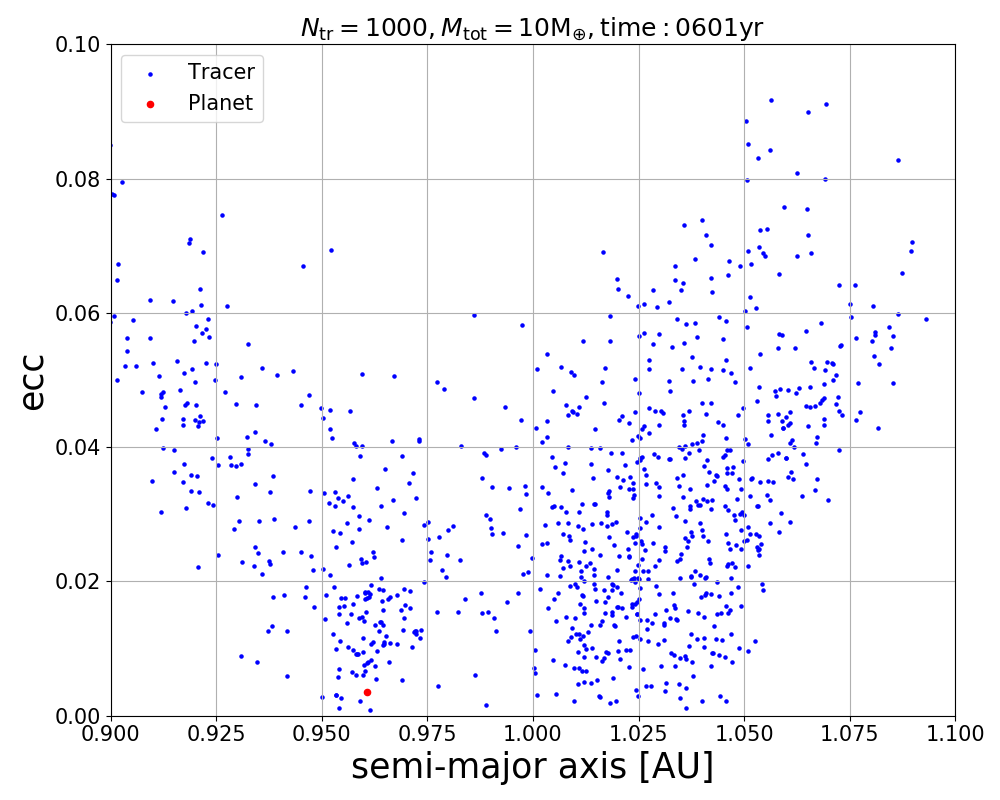 N_tr = 1000, M_tot = 10M_⊕, time : 0601yr
0.10
Tracer
Planet
0.08
0.06
ecc
0.04
0.02
0.00
0.900 0.925 0.950 0.975 1.000 1.025 1.050 1.075 1.100
semi-major axis [AU]